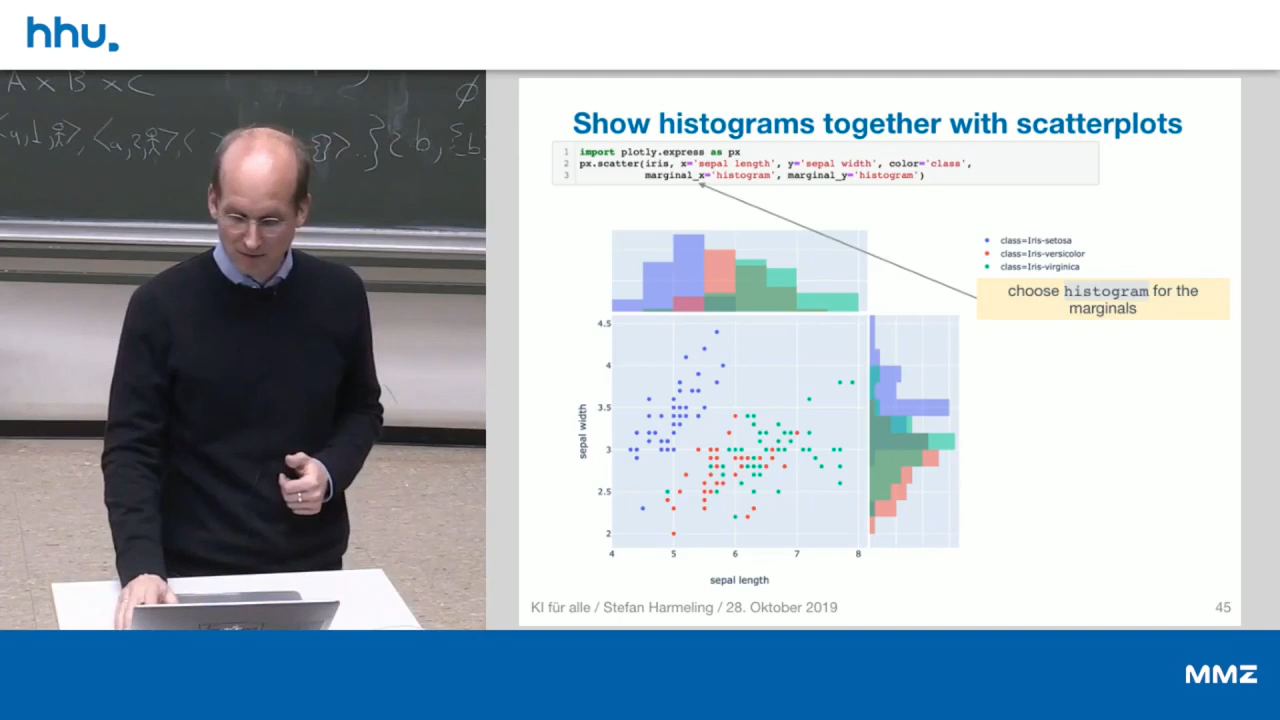 hhu.
A x B x C
Show histograms together with scatterplots
1 import plotly.express as px
2 px.scatter(iris, x='sepal length', y='sepal width', color='class',
3 marginal_x='histogram', marginal_y='histogram')
class=Iris-setosa
class=Iris-versicolor
class=Iris-virginica
choose histogram for the
marginals
4.5
4
3.5
3
2.5
2
sepal width
4 5 6 7 8
sepal length
KI für alle / Stefan Harmeling / 28. Oktober 2019 45
MMZ